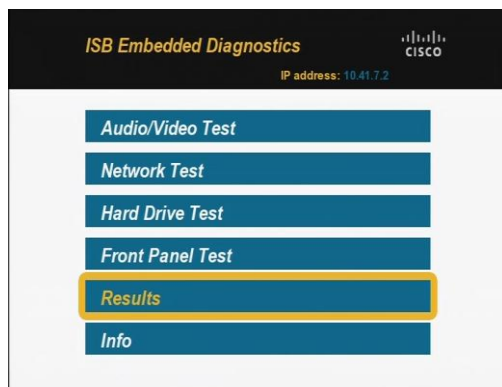 ISB Embedded Diagnostics
CISCO
IP address: 10.41.7.2
Audio/Video Test
Network Test
Hard Drive Test
Front Panel Test
Results
Info